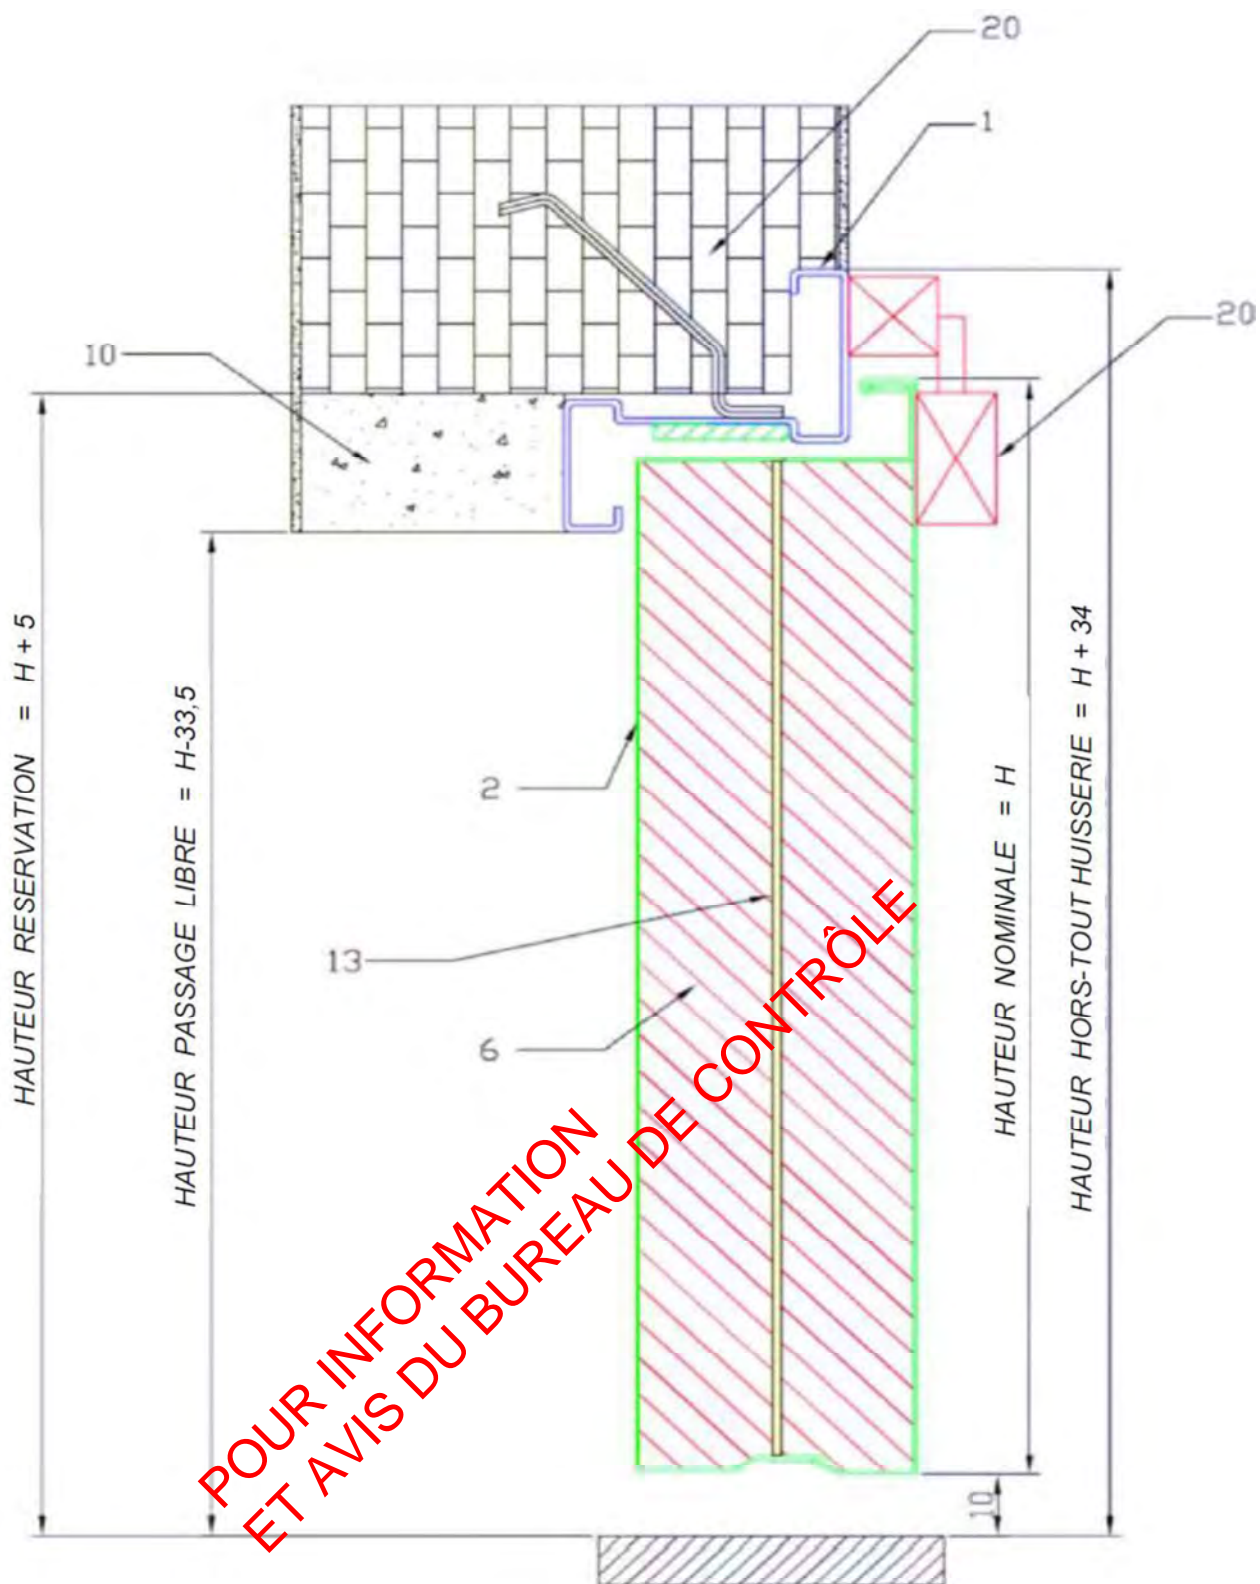 20
1
20
10
HAUTEUR RESERVATION = H + 5
HAUTEUR PASSAGE LIBRE = H-33,5
2
13
6
HAUTEUR NOMINALE = H
HAUTEUR HORS-TOUT HUISSERIE = H + 34
10
POUR INFORMATION
ET AVIS DU BUREAU DE CONTRÔLE